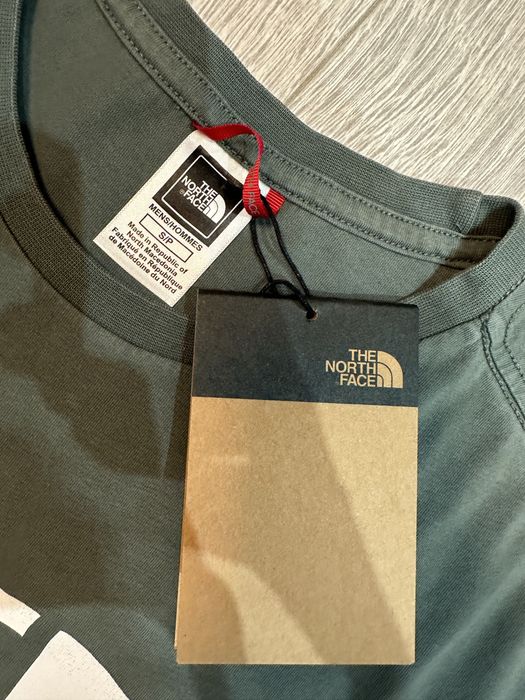 THE
NORTH
FACE
®
MENS/HOMMES
S/P
Made in Republic of
North Macedonia
Fabriqué en République
de Macédoine du Nord
THE
NORTH
FACE